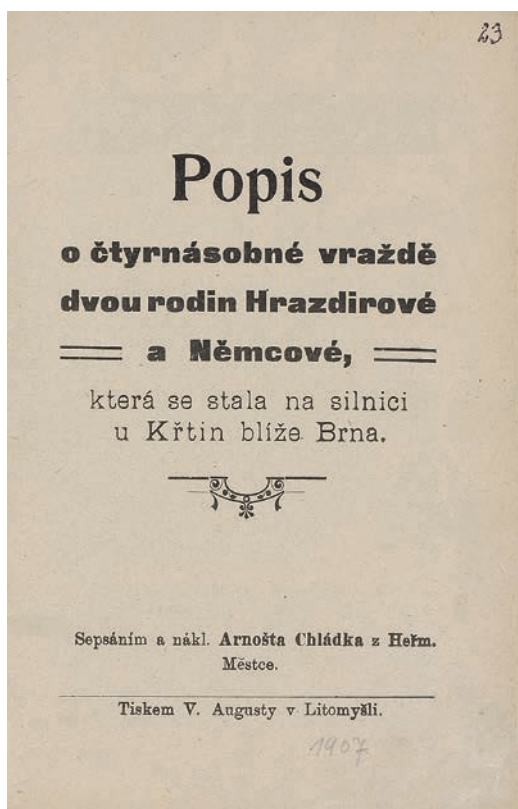 23
Popis
o čtyrnásobné vraždě
dvou rodin Hrazdirové
a Němcové,
která se stala na silnici
u Křtin blíže Brna.
Sepsáním a nákl. Arnošta Chládka z Heřm.
Městce.
Tiskem V. Augusty v Litomyšli.
1907